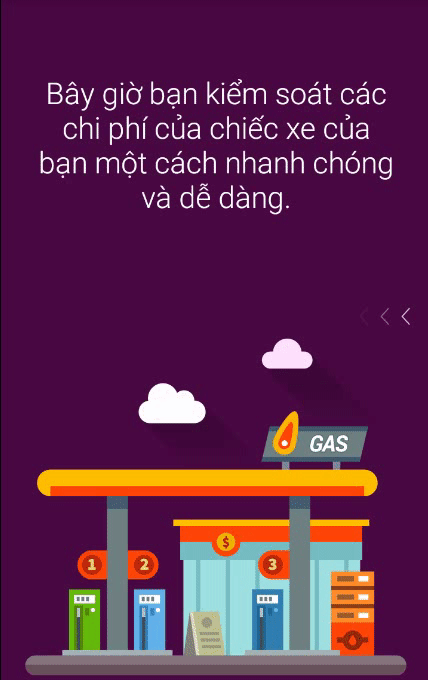 Bây giờ bạn kiểm soát các
chi phí của chiếc xe của
bạn một cách nhanh chóng
và dễ dàng.
GAS
$
1 2 3